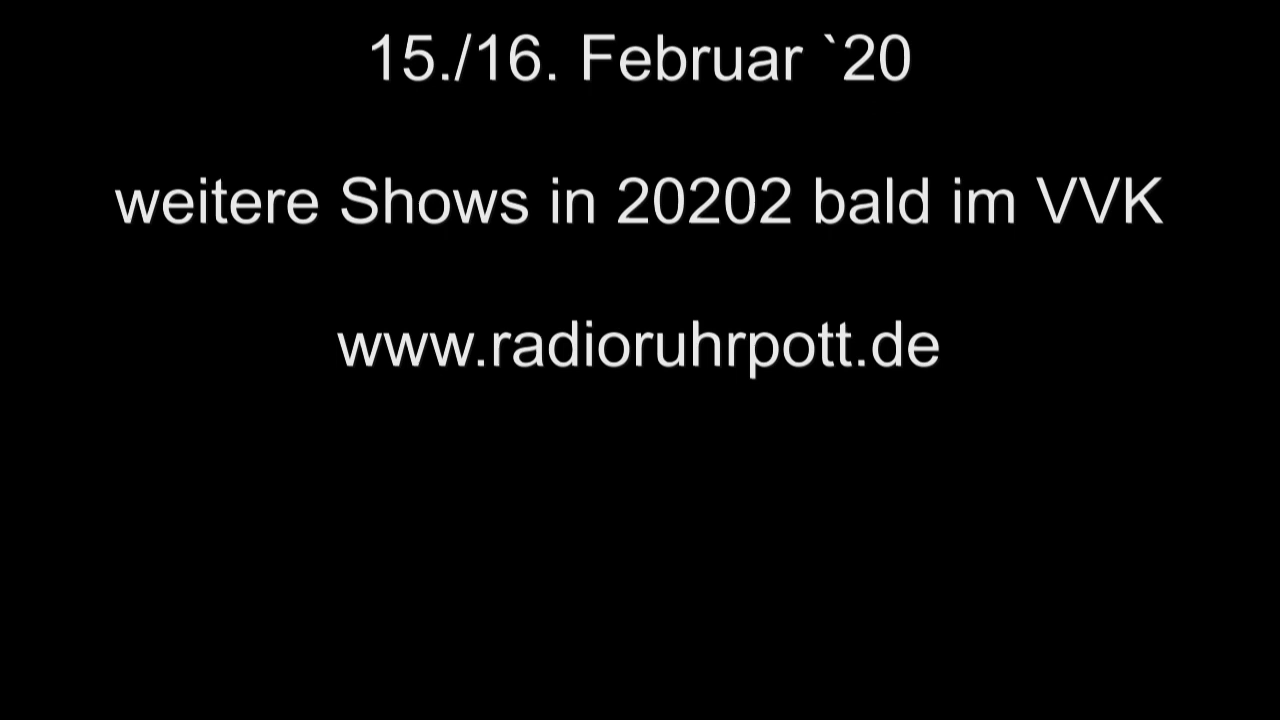 15./16. Februar `20
weitere Shows in 20202 bald im VVK
www.radioruhrpott.de